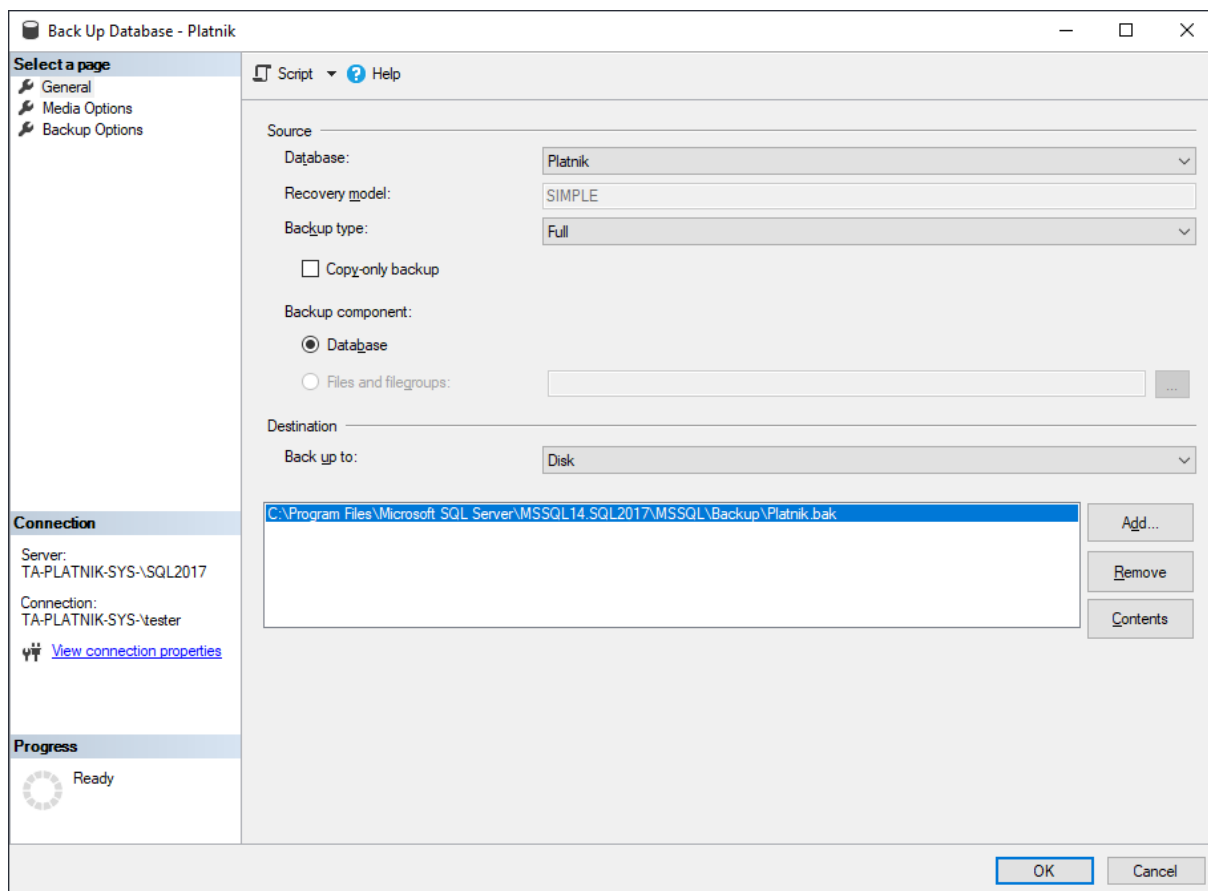 Back Up Database - Platnik
Select a page
General
Media Options
Backup Options
Script
Help
Source
Database:
Platnik
Recovery model:
SIMPLE
Backup type:
Full
Copy-only backup
Backup component:
Database
Files and filegroups:
...
Destination
Back up to:
Disk
C:\Program Files\Microsoft SQL Server\MSSQL14.SQL2017\MSSQL\Backup\Platnik.bak
Add...
Remove
Contents
Connection
Server:
TA-PLATNIK-SYS-\SQL2017
Connection:
TA-PLATNIK-SYS-\tester
View connection properties
Progress
Ready
OK
Cancel